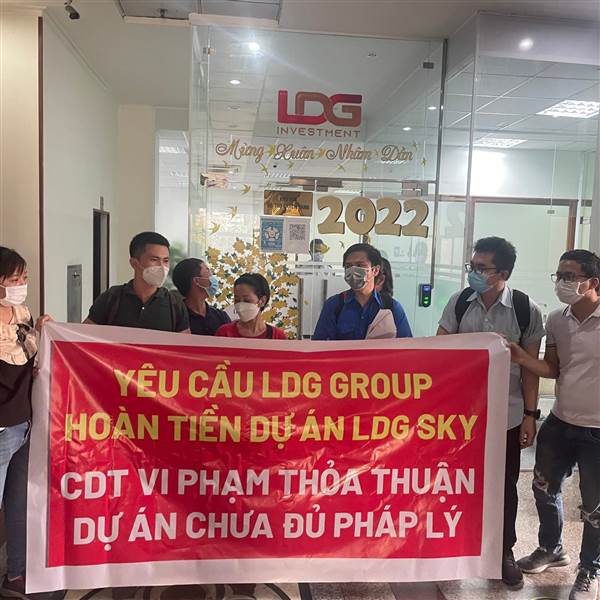 LDG
INVESTMENT
Mừng Xuân Nhâm Dần
2022
YÊU CẦU LDG GROUP
HOÀN TIỀN DỰ ÁN LDG SKY
CDT VI PHẠM THỎA THUẬN
DỰ ÁN CHƯA ĐỦ PHÁP LÝ